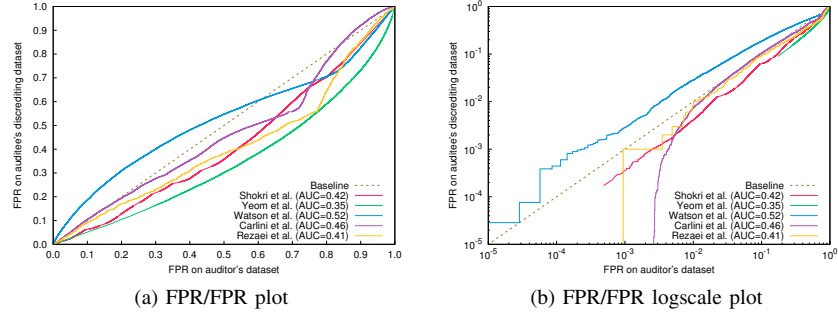 1.0
0.9
0.8
0.7
0.6
0.5
0.4
0.3
0.2
0.1
0.0
0.0 0.1 0.2 0.3 0.4 0.5 0.6 0.7 0.8 0.9 1.0
FPR on auditee's discrediting dataset
FPR on auditor's dataset
Baseline
Shokri et al. (AUC=0.42)
Yeom et al. (AUC=0.35)
Watson et al. (AUC=0.52)
Carlini et al. (AUC=0.46)
Rezaei et al. (AUC=0.41)
(a) FPR/FPR plot
10^0
10^-1
10^-2
10^-3
10^-4
10^-5
10^-5 10^-4 10^-3 10^-2 10^-1 10^0
FPR on auditee's discrediting dataset
FPR on auditor's dataset
Baseline
Shokri et al. (AUC=0.42)
Yeom et al. (AUC=0.35)
Watson et al. (AUC=0.52)
Carlini et al. (AUC=0.46)
Rezaei et al. (AUC=0.41)
(b) FPR/FPR logscale plot